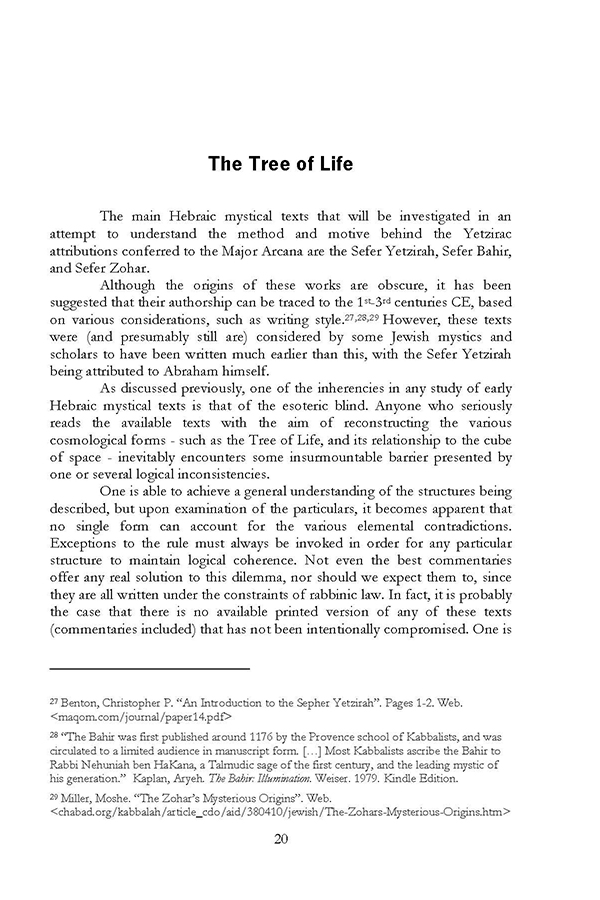 The Tree of Life
The main Hebraic mystical texts that will be investigated in an
attempt to understand the method and motive behind the Yetzirac
attributions conferred to the Major Arcana are the Sefer Yetzirah, Sefer Bahir,
and Sefer Zohar.
Although the origins of these works are obscure, it has been
suggested that their authorship can be traced to the 1st-3rd centuries CE, based
on various considerations, such as writing style.27,28,29 However, these texts
were (and presumably still are) considered by some Jewish mystics and
scholars to have been written much earlier than this, with the Sefer Yetzirah
being attributed to Abraham himself.
As discussed previously, one of the inherencies in any study of early
Hebraic mystical texts is that of the esoteric blind. Anyone who seriously
reads the available texts with the aim of reconstructing the various
cosmological forms - such as the Tree of Life, and its relationship to the cube
of space - inevitably encounters some insurmountable barrier presented by
one or several logical inconsistencies.
One is able to achieve a general understanding of the structures being
described, but upon examination of the particulars, it becomes apparent that
no single form can account for the various elemental contradictions.
Exceptions to the rule must always be invoked in order for any particular
structure to maintain logical coherence. Not even the best commentaries
offer any real solution to this dilemma, nor should we expect them to, since
they are all written under the constraints of rabbinic law. In fact, it is probably
the case that there is no available printed version of any of these texts
(commentaries included) that has not been intentionally compromised. One is
27 Benton, Christopher P. “An Introduction to the Sepher Yetzirah”. Pages 1-2. Web.
<maqom.com/journal/paper14.pdf>
28 “The Bahir was first published around 1176 by the Provence school of Kabbalists, and was
circulated to a limited audience in manuscript form. […] Most Kabbalists ascribe the Bahir to
Rabbi Nehuniah ben HaKana, a Talmudic sage of the first century, and the leading mystic of
his generation.” Kaplan, Aryeh. The Bahir: Illumination. Weiser. 1979. Kindle Edition.
29 Miller, Moshe. “The Zohar’s Mysterious Origins”. Web.
<chabad.org/kabbalah/article_cdo/aid/380410/jewish/The-Zohars-Mysterious-Origins.htm>
20